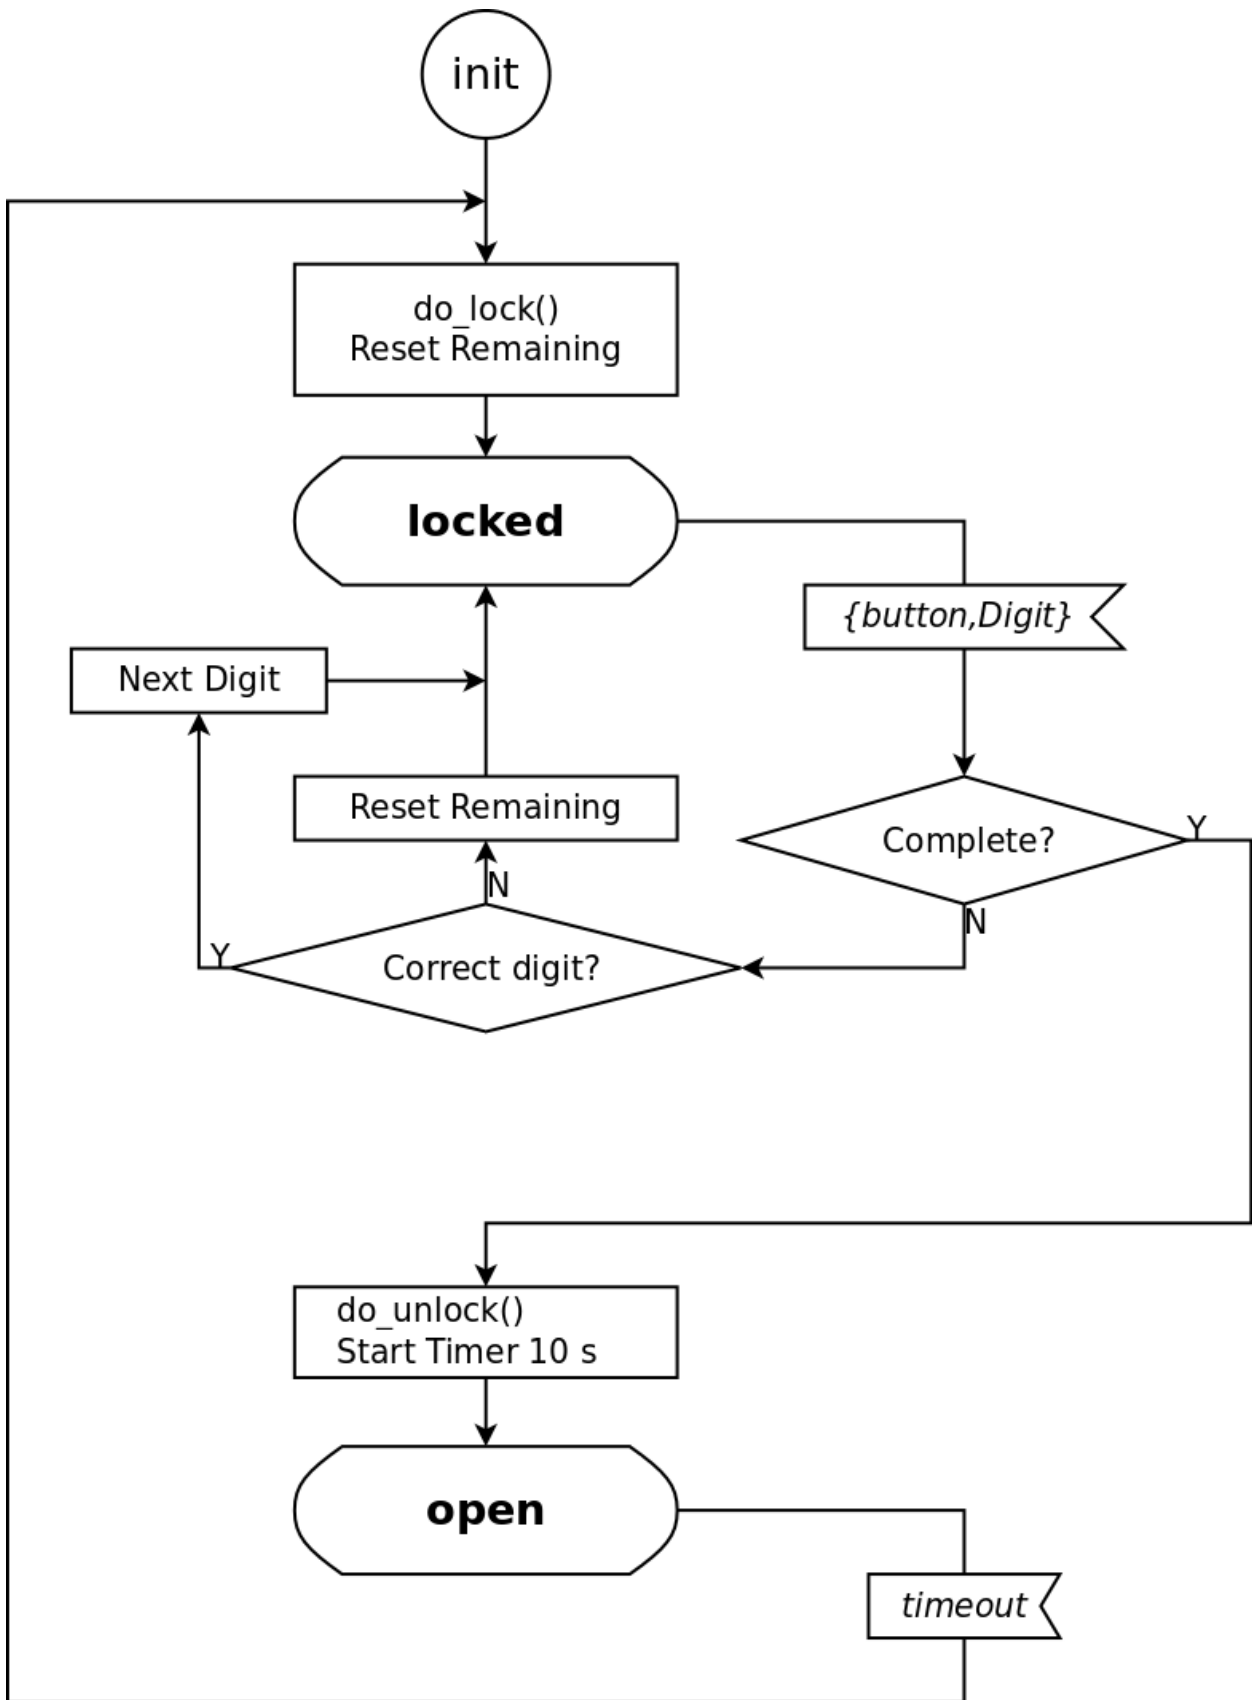 init
do_lock()
Reset Remaining
locked
{button,Digit}
Next Digit
Reset Remaining
Complete?
Y
N
N
Y
Correct digit?
do_unlock()
Start Timer 10 s
open
timeout